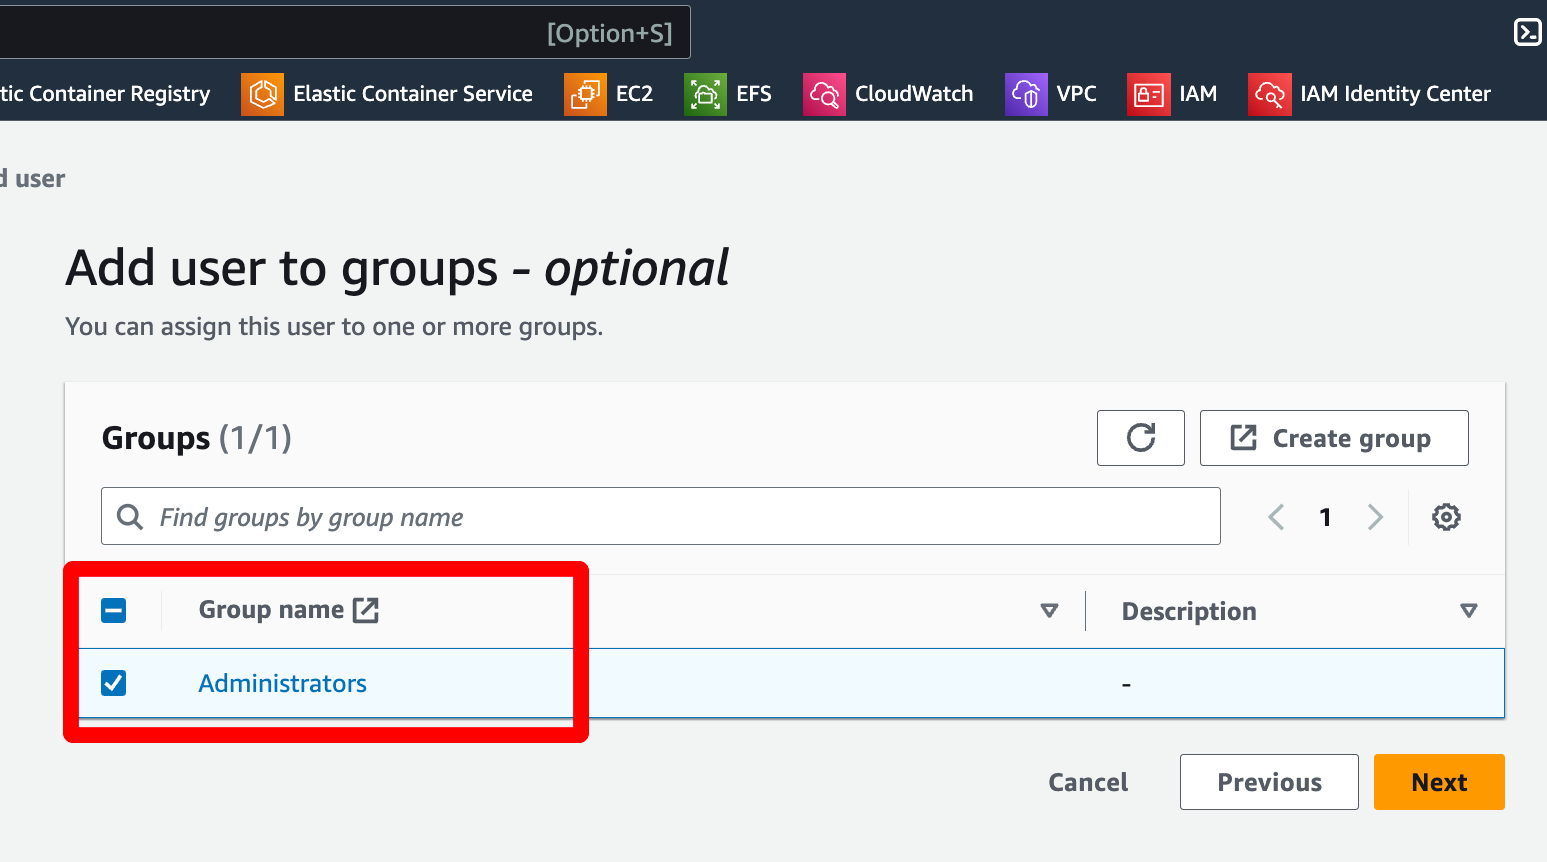 [Option+S]
tic Container Registry Elastic Container Service EC2 EFS CloudWatch VPC IAM IAM Identity Center
d user
Add user to groups - optional
You can assign this user to one or more groups.
Groups (1/1) Create group
Find groups by group name 1
Group name Description
Administrators -
Cancel Previous Next